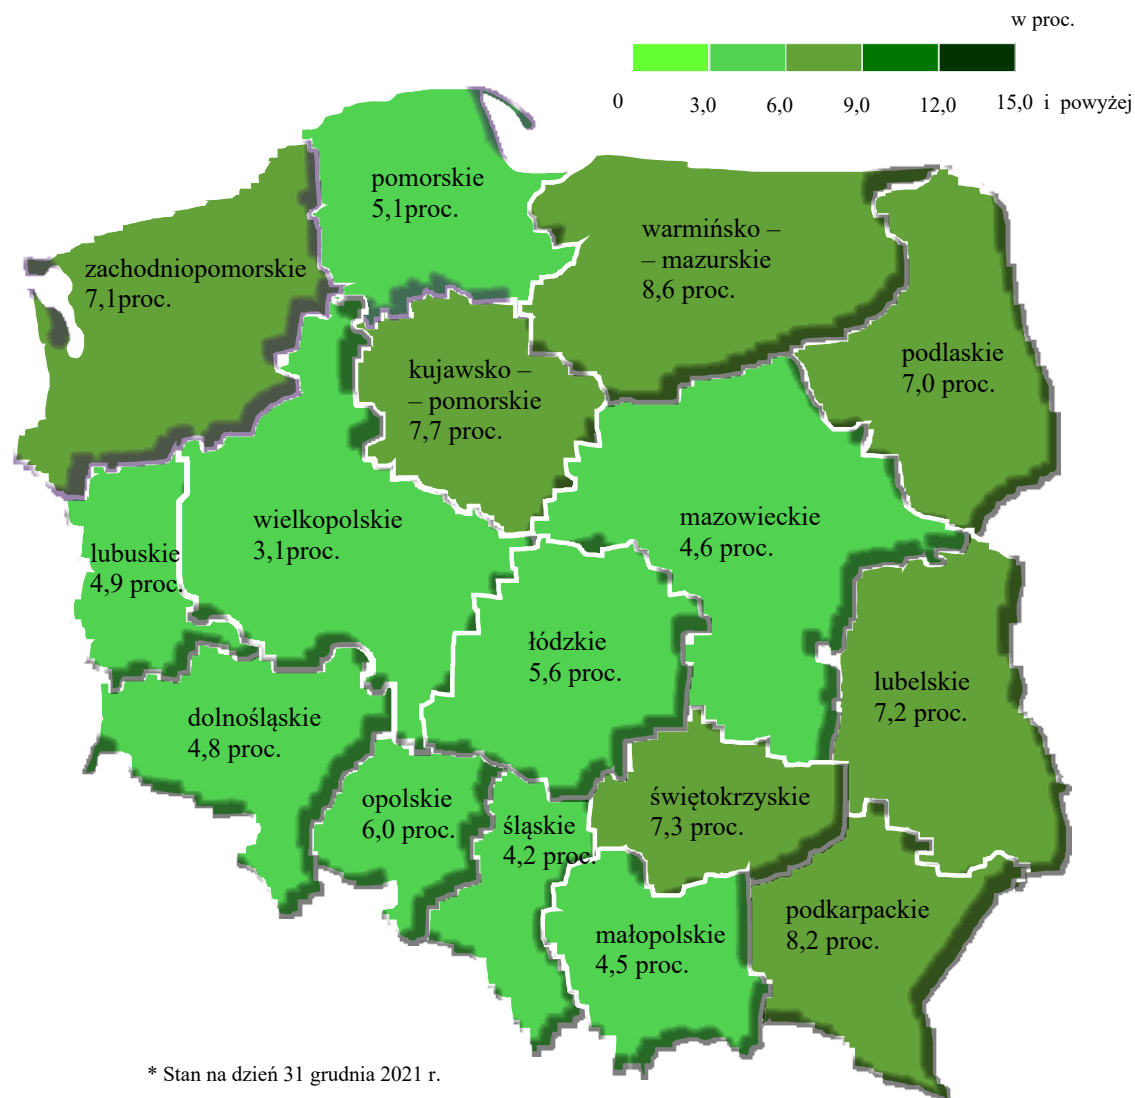 w proc.
0 3,0 6,0 9,0 12,0 15,0 i powyżej
pomorskie
5,1proc.
warmińsko –
– mazurskie
8,6 proc.
zachodniopomorskie
7,1proc.
podlaskie
7,0 proc.
kujawsko –
– pomorskie
7,7 proc.
wielkopolskie
3,1proc.
mazowieckie
4,6 proc.
lubuskie
4,9 proc.
łódzkie
5,6 proc.
lubelskie
7,2 proc.
dolnośląskie
4,8 proc.
opolskie
6,0 proc.
śląskie
4,2 proc.
świętokrzyskie
7,3 proc.
małopolskie
4,5 proc.
podkarpackie
8,2 proc.
* Stan na dzień 31 grudnia 2021 r.